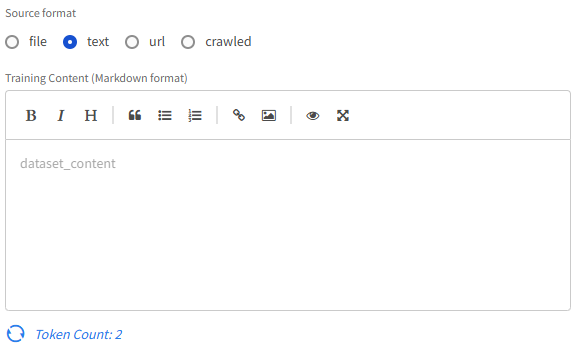 Source format
file text url crawled
Training Content (Markdown format)
B I H
dataset_content
Token Count: 2